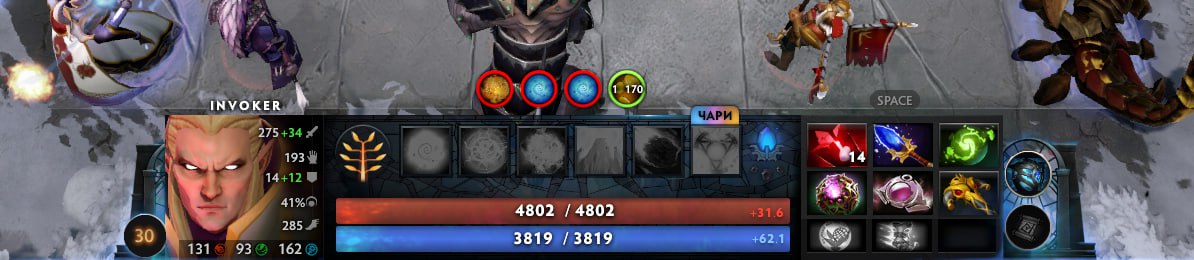 1 170
SPACE
INVOKER
ЧАРИ
275 +34
193
14 +12
41%
285
30
131 93 162
4802 / 4802
+31.6
3819 / 3819
+62.1
14